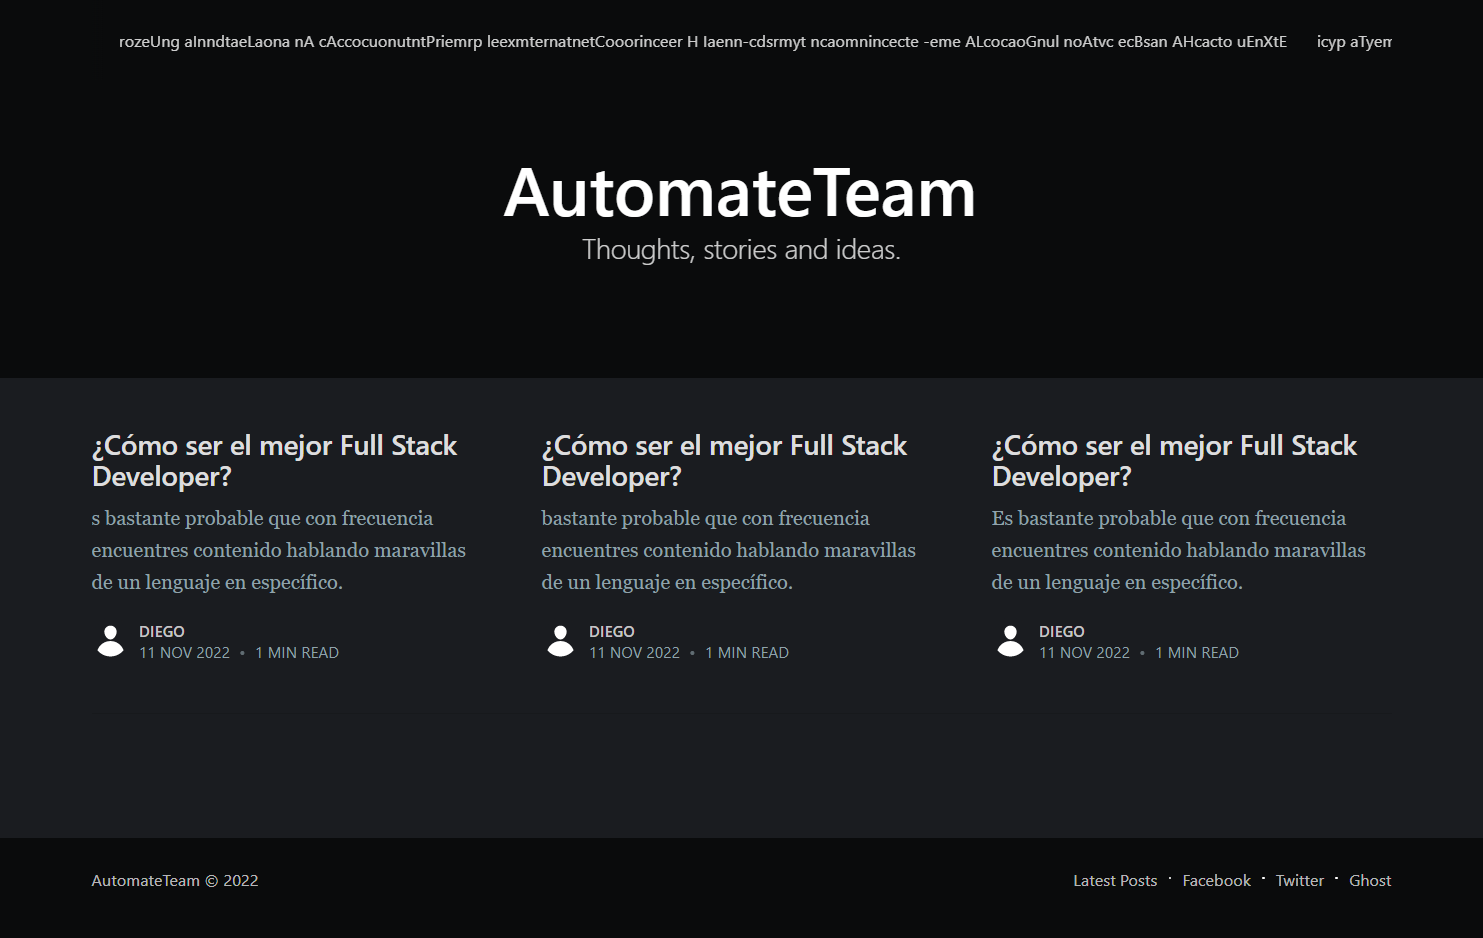 rozeUng aInndtaeLaona nA cAccocuonutntPriemrp leexmternatnetCooorinceer H Iaenn-cdsrmyt ncaomnincecte -eme ALcocaoGnul noAtvc ecBsan AHcacto uEnXtE icyp aTyem
AutomateTeam
Thoughts, stories and ideas.
¿Cómo ser el mejor Full Stack
Developer?
s bastante probable que con frecuencia
encuentres contenido hablando maravillas
de un lenguaje en específico.
DIEGO
11 NOV 2022 • 1 MIN READ
¿Cómo ser el mejor Full Stack
Developer?
bastante probable que con frecuencia
encuentres contenido hablando maravillas
de un lenguaje en específico.
DIEGO
11 NOV 2022 • 1 MIN READ
¿Cómo ser el mejor Full Stack
Developer?
Es bastante probable que con frecuencia
encuentres contenido hablando maravillas
de un lenguaje en específico.
DIEGO
11 NOV 2022 • 1 MIN READ
AutomateTeam © 2022
Latest Posts · Facebook · Twitter · Ghost